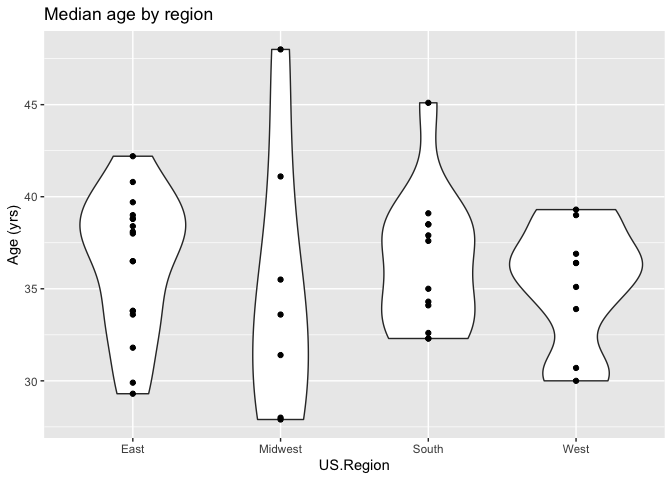 Median age by region
Age (yrs)
45
40
35
30
East Midwest South West
US.Region